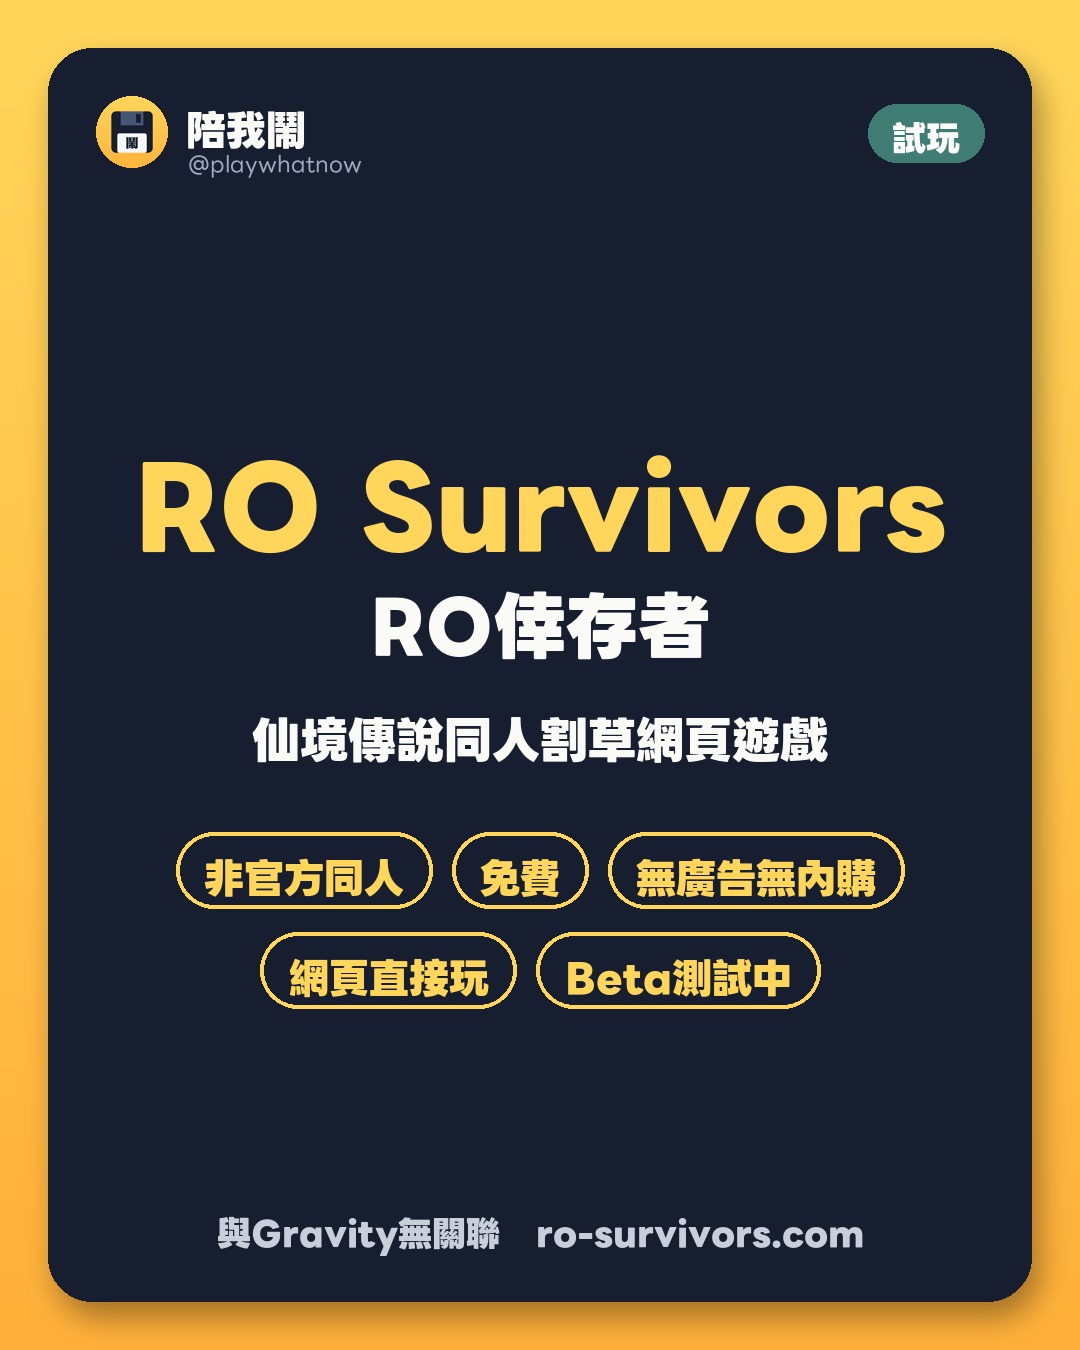 鬧
陪我鬧
@playwhatnow
試玩
RO Survivors
RO倖存者
仙境傳說同人割草網頁遊戲
非官方同人 免費 無廣告無內購
網頁直接玩 Beta測試中
與Gravity無關聯 ro-survivors.com